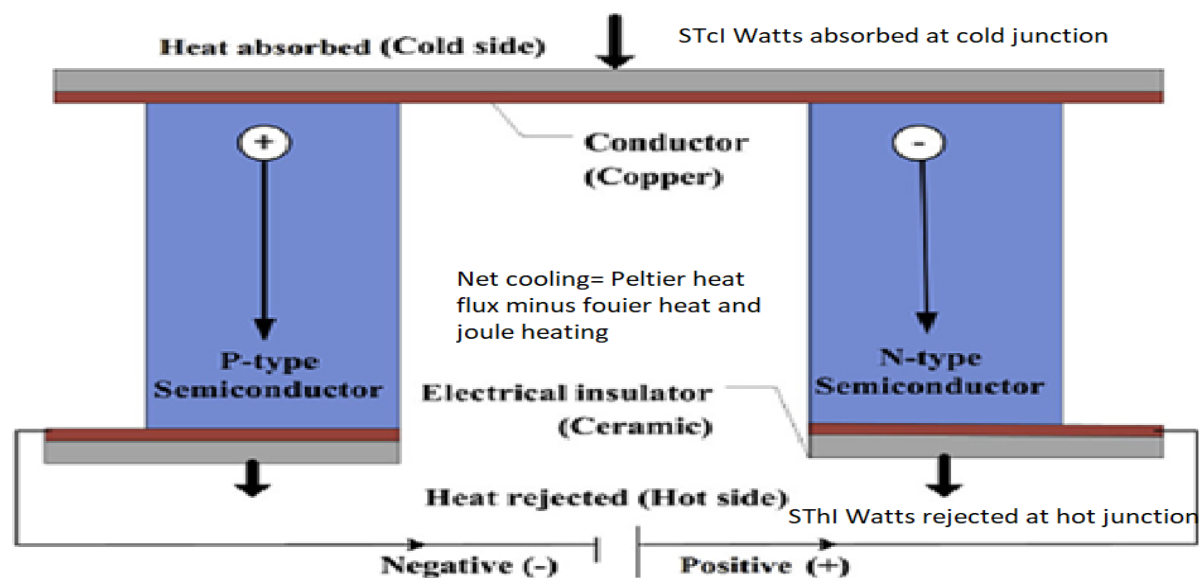 Heat absorbed (Cold side)
STcI Watts absorbed at cold junction
+
-
Conductor
(Copper)
Net cooling= Peltier heat
flux minus fouier heat and
joule heating
P-type
Semiconductor
N-type
Semiconductor
Electrical insulator
(Ceramic)
Heat rejected (Hot side)
SThI Watts rejected at hot junction
Negative (-)
Positive (+)